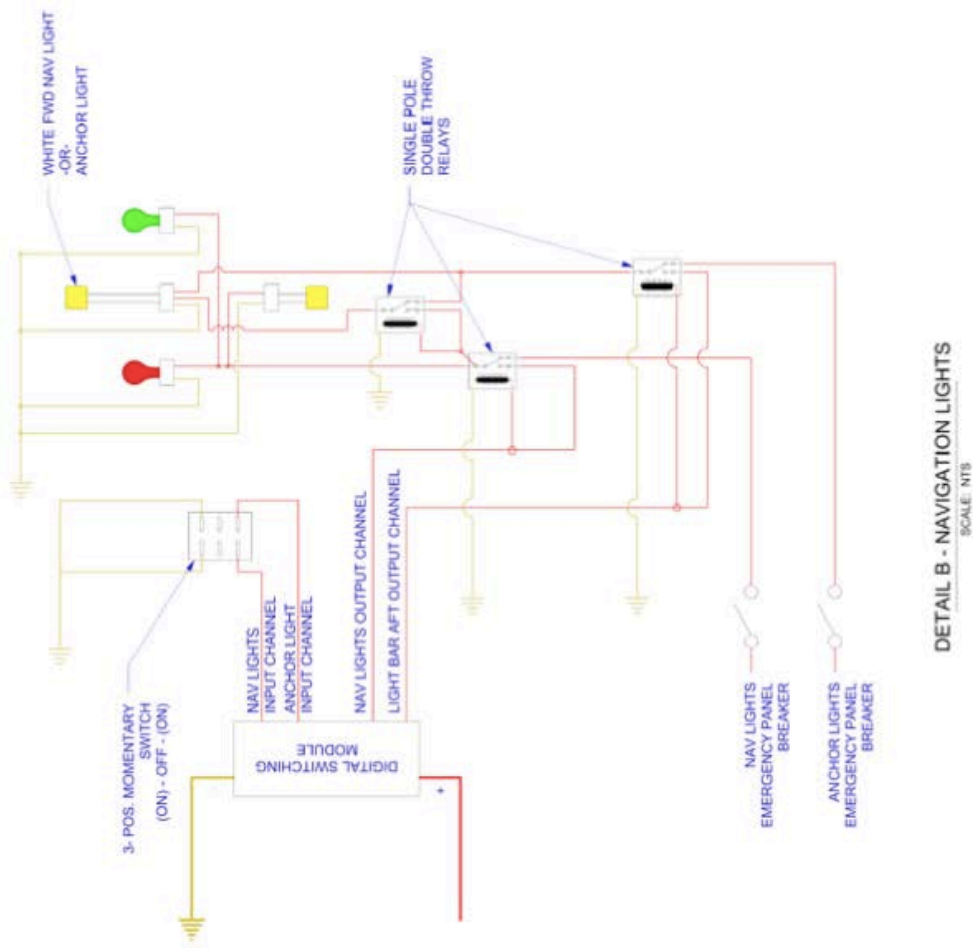 WHITE FWD NAV LIGHT
-OR-
ANCHOR LIGHT
SINGLE POLE
DOUBLE THROW
RELAYS
3- POS. MOMENTARY
SWITCH
(ON) - OFF - (ON)
NAV LIGHTS
INPUT CHANNEL
ANCHOR LIGHT
INPUT CHANNEL
NAV LIGHTS OUTPUT CHANNEL
LIGHT BAR AFT OUTPUT CHANNEL
DIGITAL SWITCHING
MODULE
+
NAV LIGHTS
EMERGENCY PANEL
BREAKER
ANCHOR LIGHTS
EMERGENCY PANEL
BREAKER
DETAIL B - NAVIGATION LIGHTS
SCALE: NTS